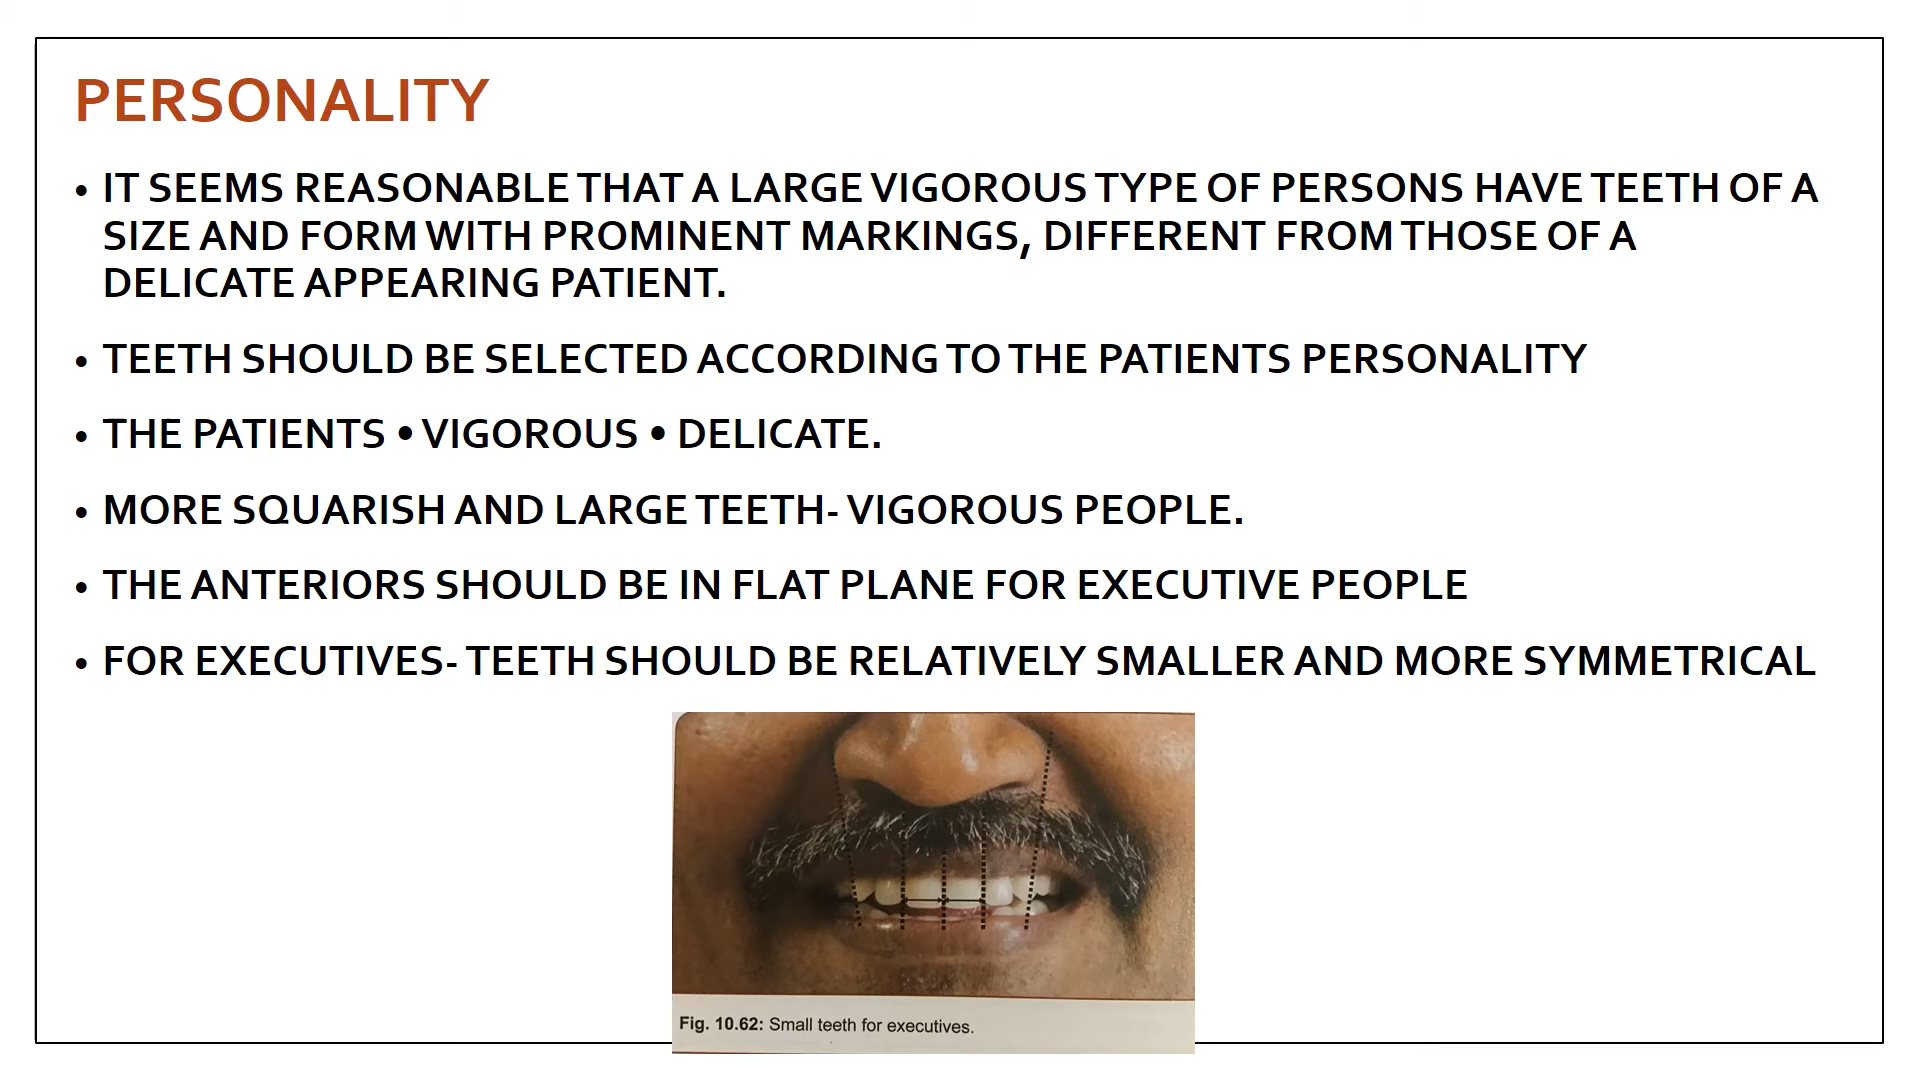 PERSONALITY
• IT SEEMS REASONABLE THAT A LARGE VIGOROUS TYPE OF PERSONS HAVE TEETH OF A
SIZE AND FORM WITH PROMINENT MARKINGS, DIFFERENT FROM THOSE OF A
DELICATE APPEARING PATIENT.
• TEETH SHOULD BE SELECTED ACCORDING TO THE PATIENTS PERSONALITY
• THE PATIENTS • VIGOROUS • DELICATE.
• MORE SQUARISH AND LARGE TEETH- VIGOROUS PEOPLE.
• THE ANTERIORS SHOULD BE IN FLAT PLANE FOR EXECUTIVE PEOPLE
• FOR EXECUTIVES- TEETH SHOULD BE RELATIVELY SMALLER AND MORE SYMMETRICAL
Fig. 10.62: Small teeth for executives.